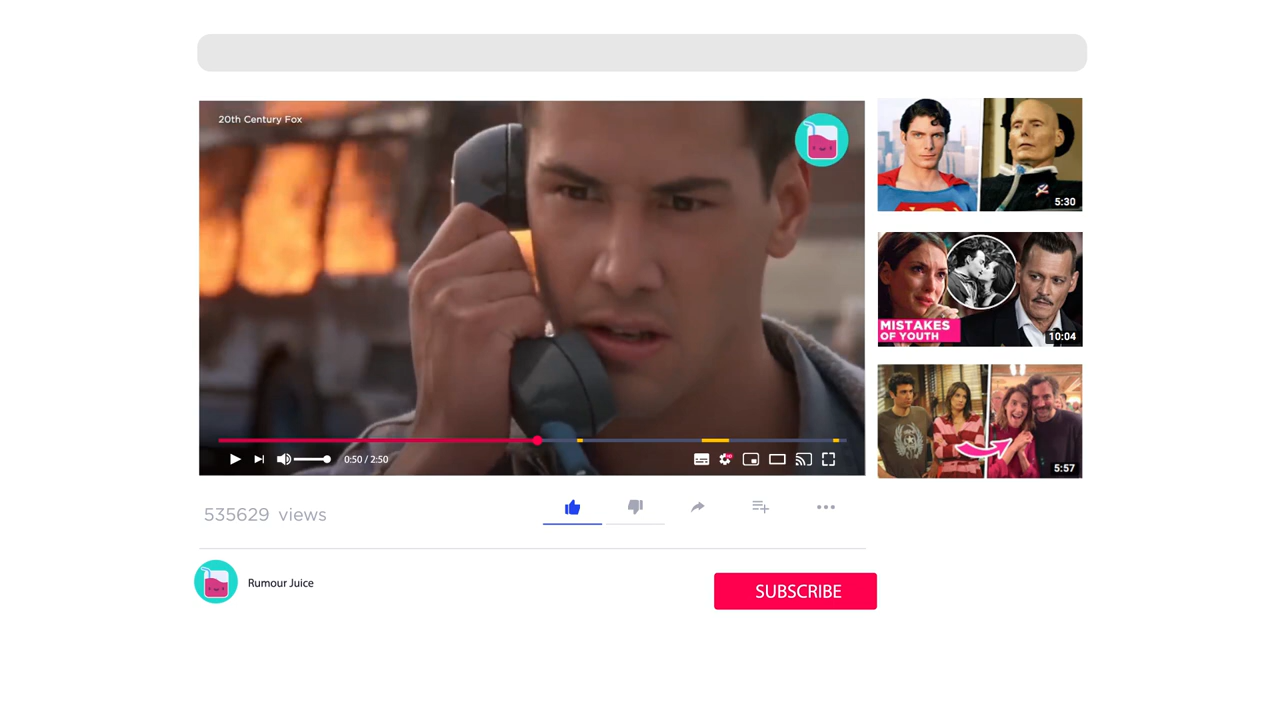 20th Century Fox
0:50 / 2:50
5:30
MISTAKES
OF YOUTH
10:04
5:57
535629 views
Rumour Juice
SUBSCRIBE